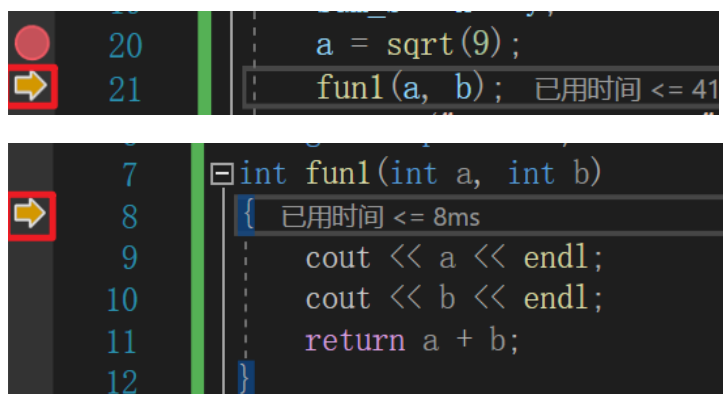 20 a = sqrt(9);
21 fun1(a, b); 已用时间 <= 41
7 int fun1(int a, int b)
8 { 已用时间 <= 8ms
9 cout << a << endl;
10 cout << b << endl;
11 return a + b;
12 }